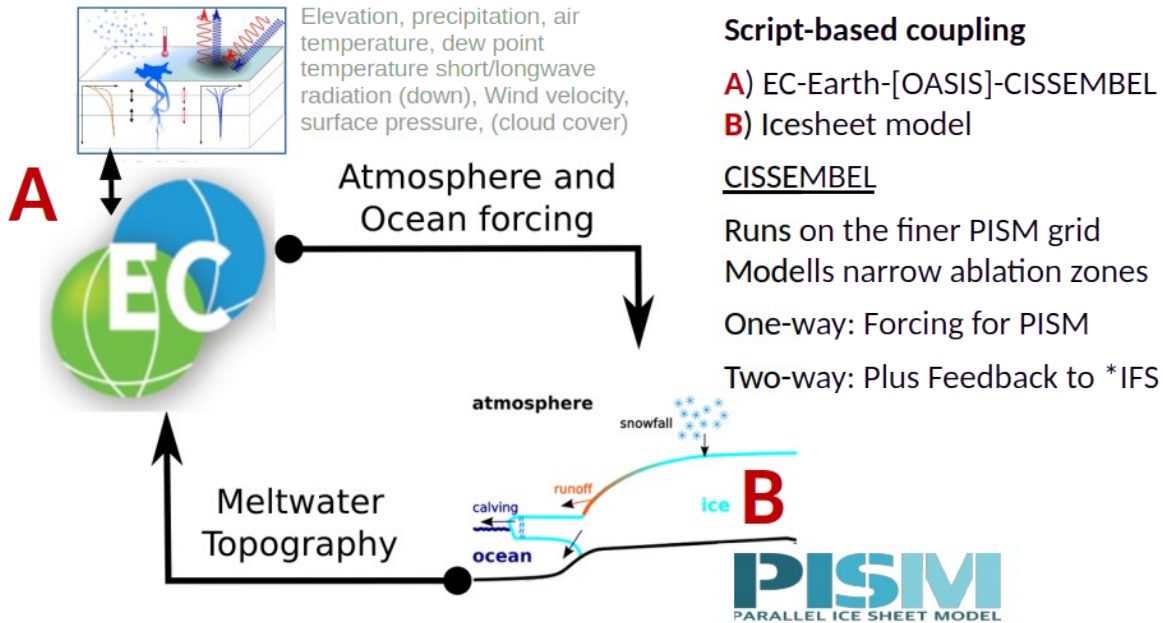 Elevation, precipitation, air
temperature, dew point
temperature short/longwave
radiation (down), Wind velocity,
surface pressure, (cloud cover)
A
EC
Atmosphere and
Ocean forcing
Script-based coupling
A) EC-Earth-[OASIS]-CISSEMBEL
B) Icesheet model
CISSEMBEL
Runs on the finer PISM grid
Modells narrow ablation zones
One-way: Forcing for PISM
Two-way: Plus Feedback to *IFS
Meltwater
Topography
atmosphere
snowfall
runoff
calving
ice
B
ocean
PISM
PARALLEL ICE SHEET MODEL